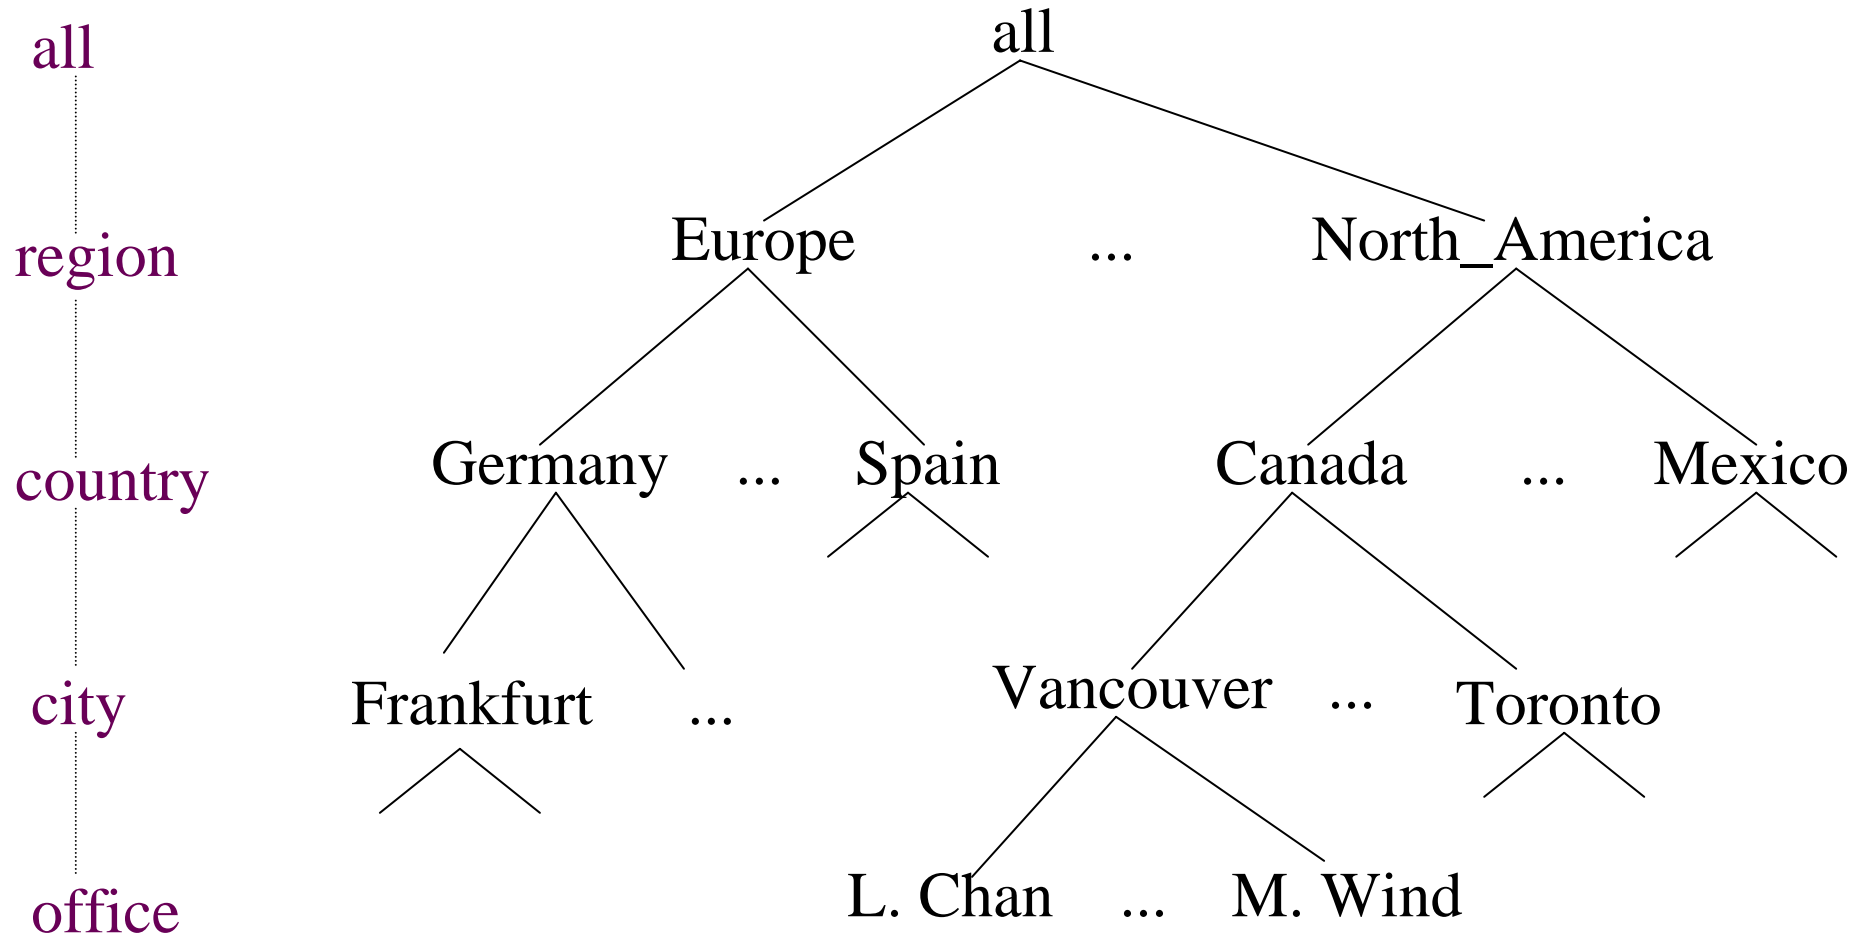 all all
region Europe ... North_America
country Germany ... Spain Canada ... Mexico
city Frankfurt ... Vancouver ... Toronto
office L. Chan ... M. Wind